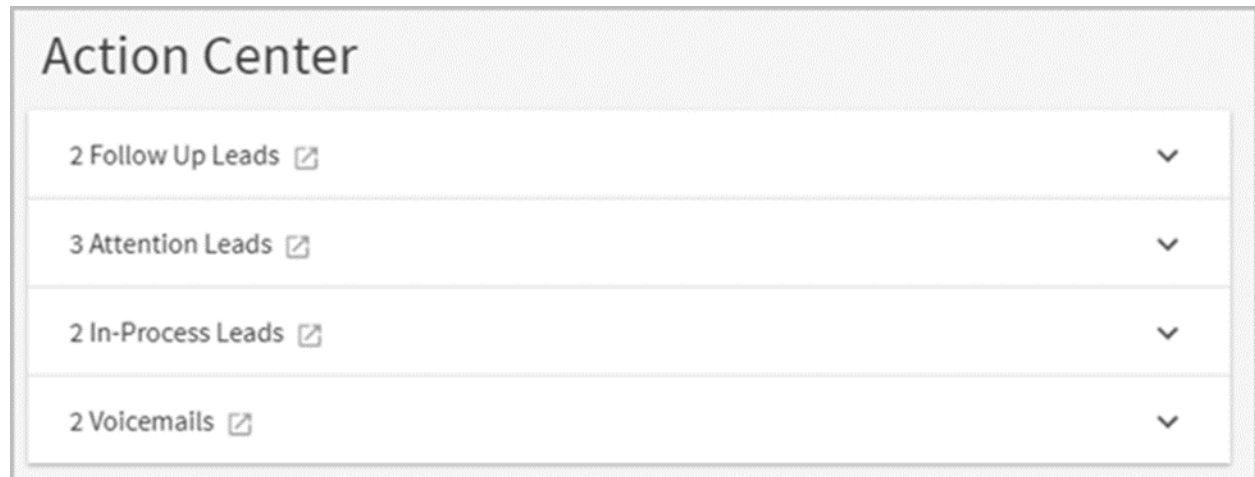 Action Center
2 Follow Up Leads
3 Attention Leads
2 In-Process Leads
2 Voicemails